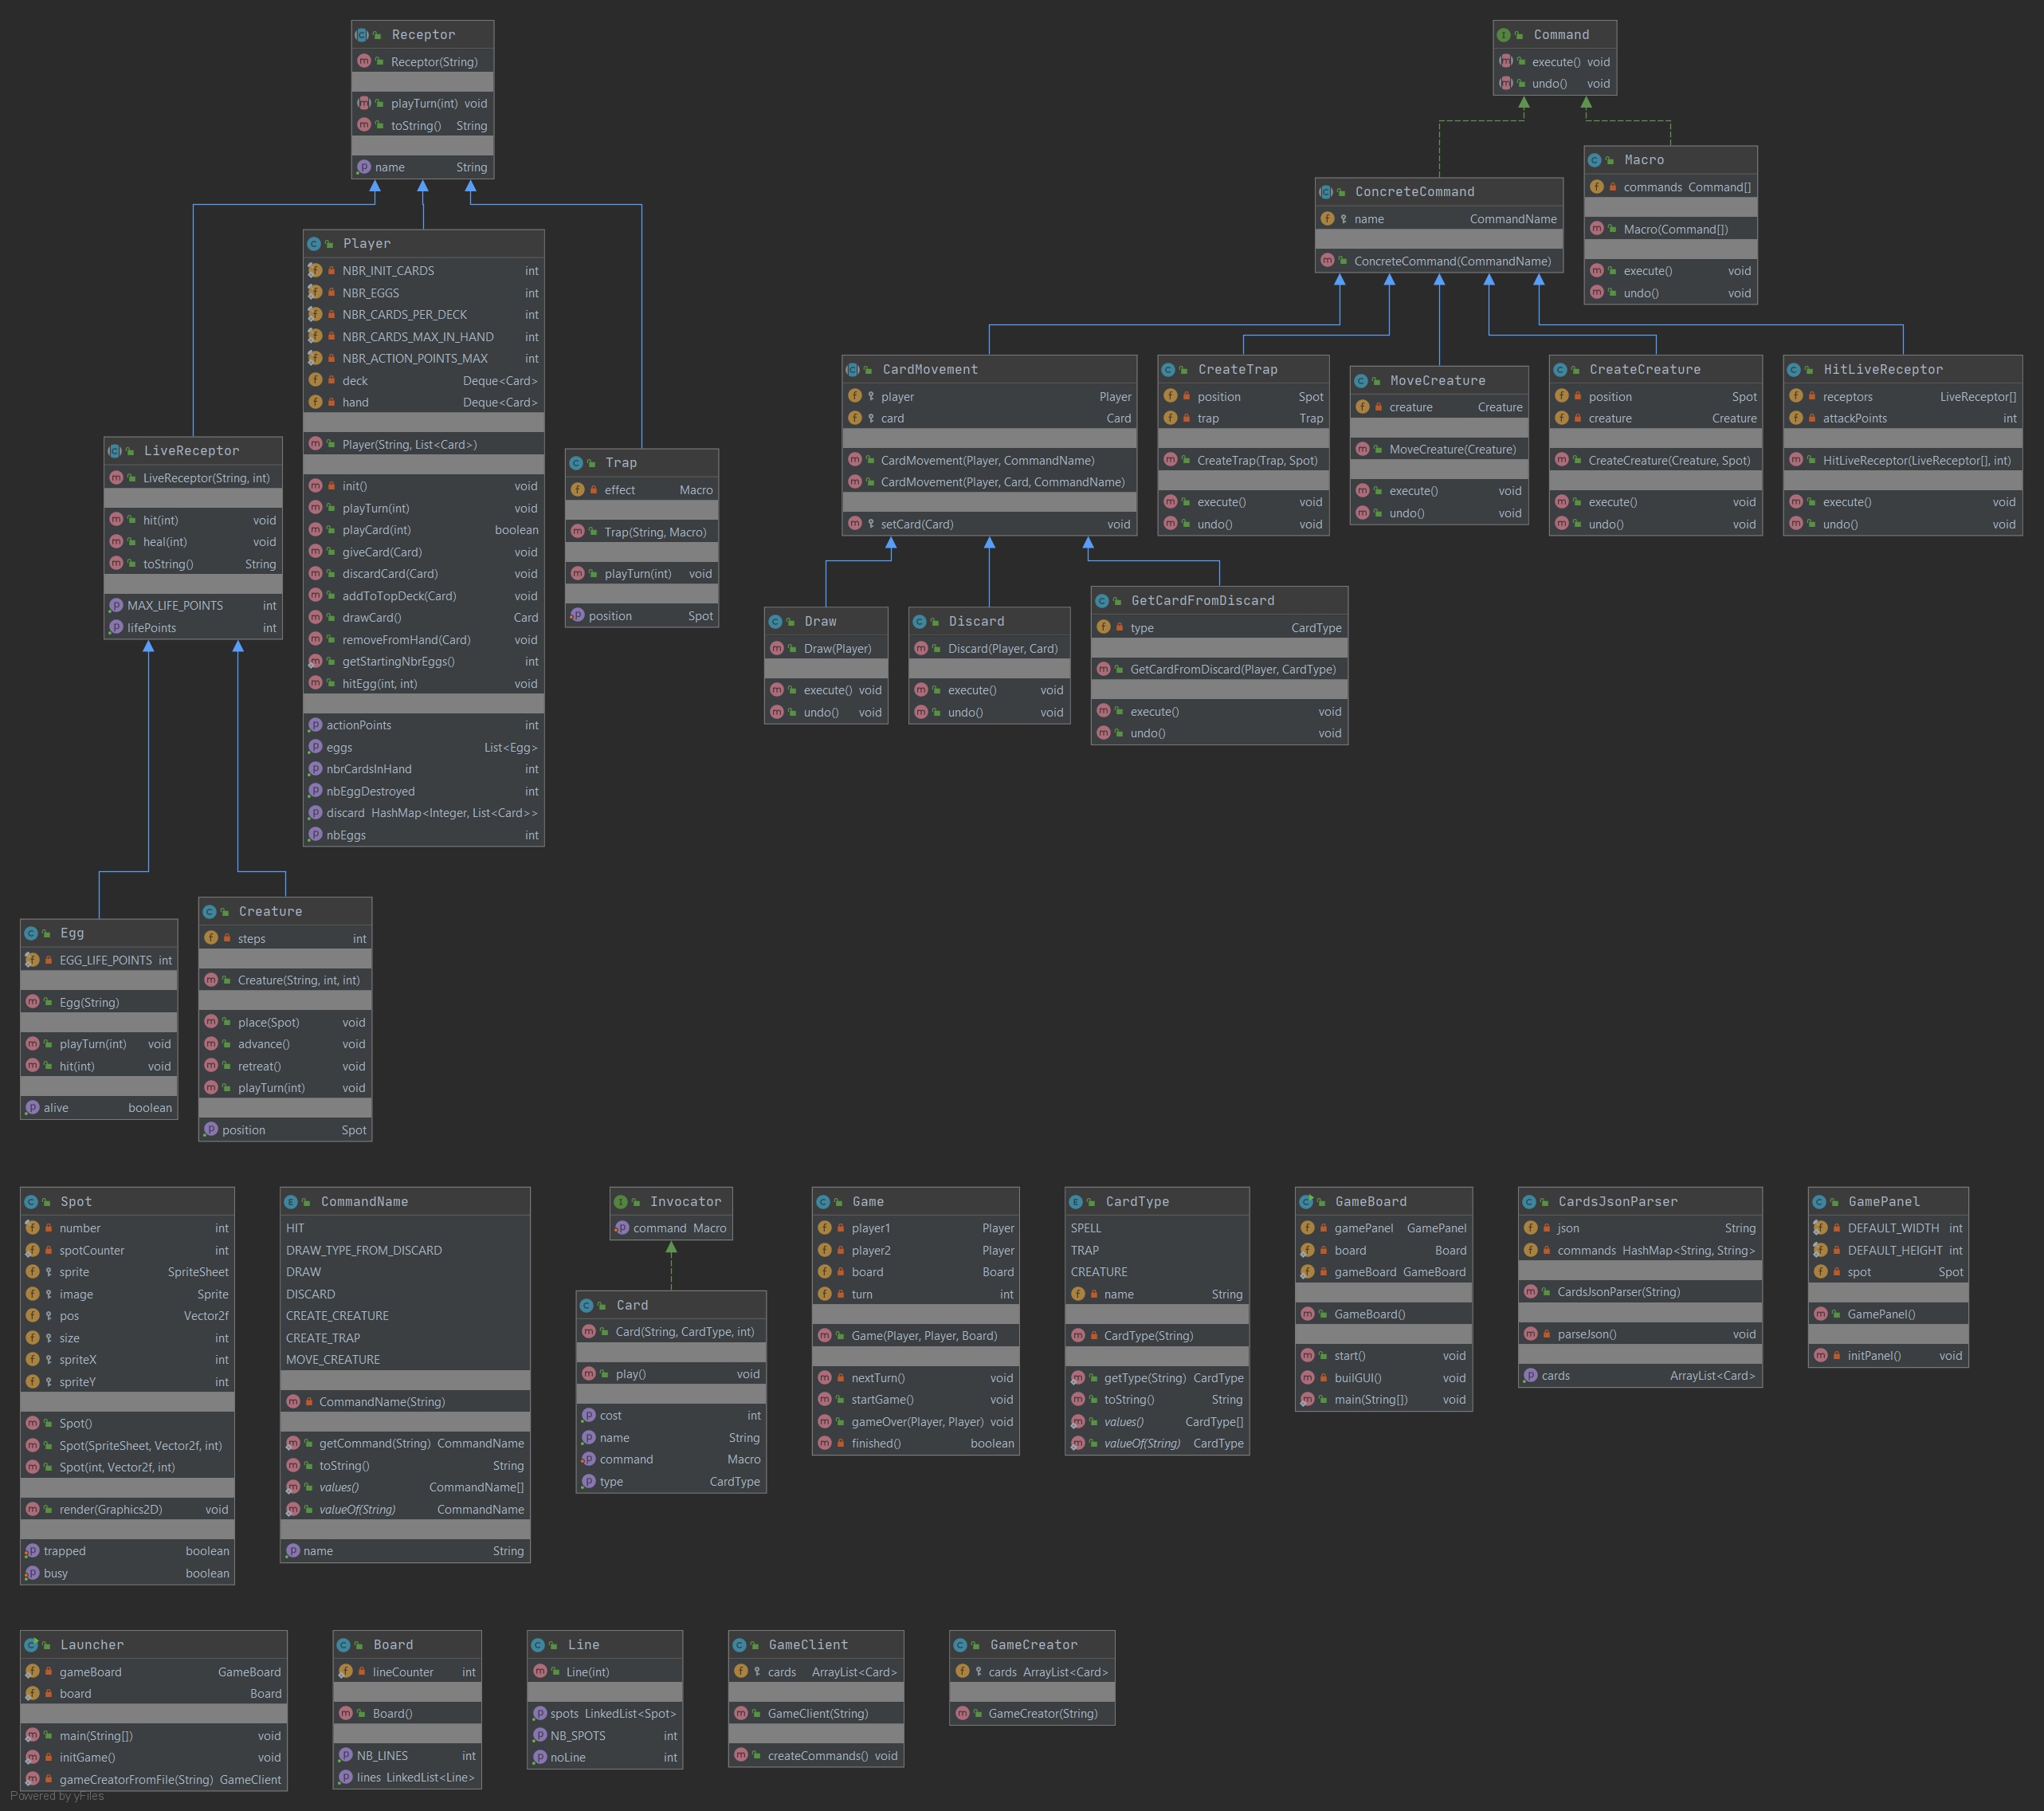 Receptor
Receptor(String)
playTurn(int) void
toString() String
name String
Command
execute() void
undo() void
Macro
commands Command[]
Macro(Command[])
execute() void
undo() void
ConcreteCommand
name CommandName
ConcreteCommand(CommandName)
Player
NBR_INIT_CARDS int
NBR_EGGS int
NBR_CARDS_PER_DECK int
NBR_CARDS_MAX_IN_HAND int
NBR_ACTION_POINTS_MAX int
deck Deque<Card>
hand Deque<Card>
Player(String, List<Card>)
init() void
playTurn(int) void
playCard(int) boolean
giveCard(Card) void
discardCard(Card) void
addToTopDeck(Card) void
drawCard() Card
removeFromHand(Card) void
getStartingNbrEggs() int
hitEgg(int, int) void
actionPoints int
eggs List<Egg>
nbrCardsInHand int
nbEggDestroyed int
discard HashMap<Integer, List<Card>>
nbEggs int
LiveReceptor
LiveReceptor(String, int)
hit(int) void
heal(int) void
toString() String
MAX_LIFE_POINTS int
lifePoints int
Trap
effect Macro
Trap(String, Macro)
playTurn(int) void
position Spot
CardMovement
player Player
card Card
CardMovement(Player, CommandName)
CardMovement(Player, Card, CommandName)
setCard(Card) void
CreateTrap
position Spot
trap Trap
CreateTrap(Trap, Spot)
execute() void
undo() void
MoveCreature
creature Creature
MoveCreature(Creature)
execute() void
undo() void
CreateCreature
position Spot
creature Creature
CreateCreature(Creature, Spot)
execute() void
undo() void
HitLiveReceptor
receptors LiveReceptor[]
attackPoints int
HitLiveReceptor(LiveReceptor[], int)
execute() void
undo() void
Draw
Draw(Player)
execute() void
undo() void
Discard
Discard(Player, Card)
execute() void
undo() void
GetCardFromDiscard
type CardType
GetCardFromDiscard(Player, CardType)
execute() void
undo() void
Egg
EGG_LIFE_POINTS int
Egg(String)
playTurn(int) void
hit(int) void
alive boolean
Creature
steps int
Creature(String, int, int)
place(Spot) void
advance() void
retreat() void
playTurn(int) void
position Spot
Spot
number int
spotCounter int
sprite SpriteSheet
image Sprite
pos Vector2f
size int
spriteX int
spriteY int
Spot()
Spot(SpriteSheet, Vector2f, int)
Spot(int, Vector2f, int)
render(Graphics2D) void
trapped boolean
busy boolean
CommandName
HIT
DRAW_TYPE_FROM_DISCARD
DRAW
DISCARD
CREATE_CREATURE
CREATE_TRAP
MOVE_CREATURE
CommandName(String)
getCommand(String) CommandName
toString() String
values() CommandName[]
valueOf(String) CommandName
name String
Invocator
command Macro
Card
Card(String, CardType, int)
play() void
cost int
name String
command Macro
type CardType
Game
player1 Player
player2 Player
board Board
turn int
Game(Player, Player, Board)
nextTurn() void
startGame() void
gameOver(Player, Player) void
finished() boolean
CardType
SPELL
TRAP
CREATURE
name String
CardType(String)
getType(String) CardType
toString() String
values() CardType[]
valueOf(String) CardType
GameBoard
gamePanel GamePanel
board Board
gameBoard GameBoard
GameBoard()
start() void
builGUI() void
main(String[]) void
CardsJsonParser
json String
commands HashMap<String, String>
CardsJsonParser(String)
parseJson() void
cards ArrayList<Card>
GamePanel
DEFAULT_WIDTH int
DEFAULT_HEIGHT int
spot Spot
GamePanel()
initPanel() void
Launcher
gameBoard GameBoard
board Board
main(String[]) void
initGame() void
gameCreatorFromFile(String) GameClient
Board
lineCounter int
Board()
NB_LINES int
lines LinkedList<Line>
Line
Line(int)
spots LinkedList<Spot>
NB_SPOTS int
noLine int
GameClient
cards ArrayList<Card>
GameClient(String)
createCommands() void
GameCreator
cards ArrayList<Card>
GameCreator(String)
Powered by yFiles